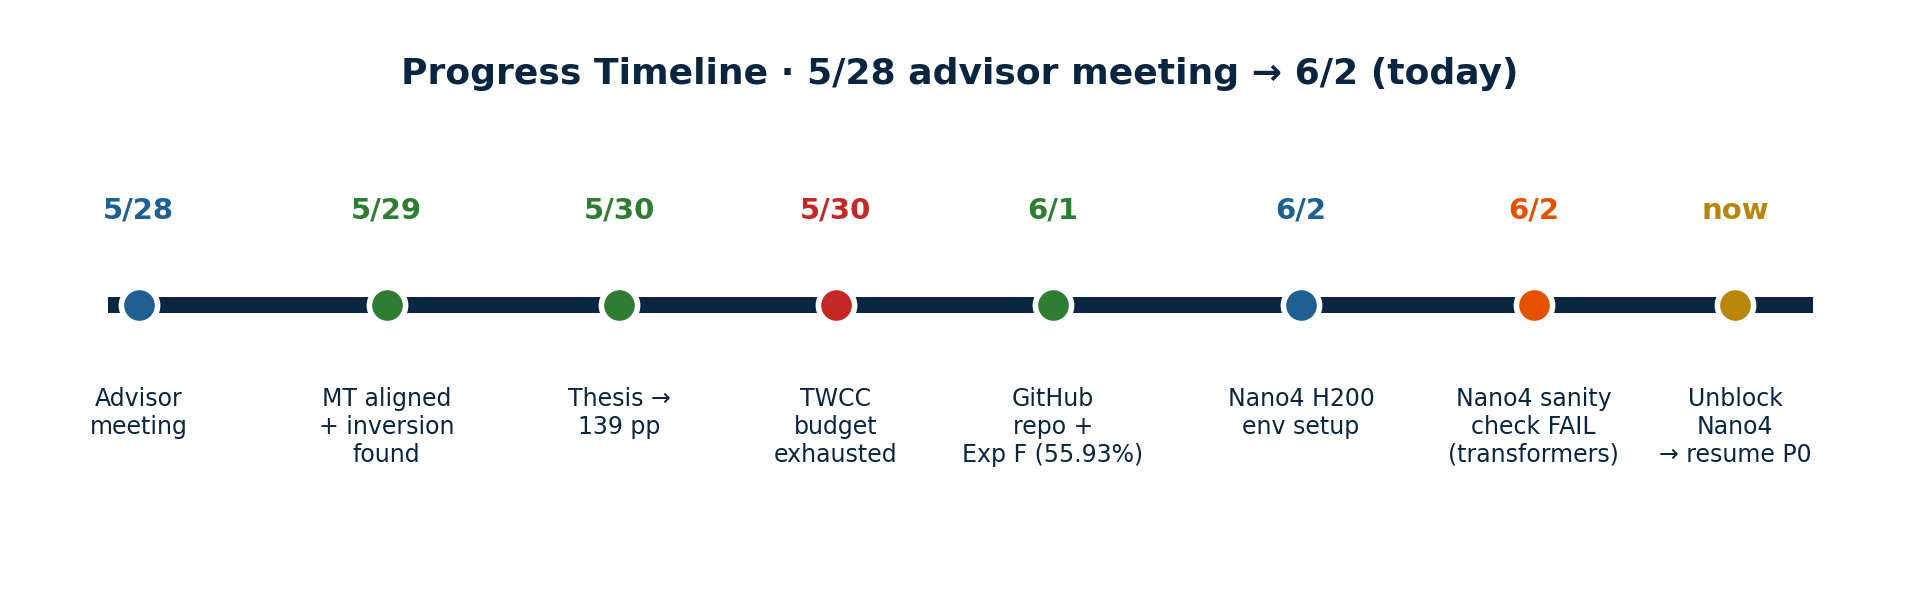 Progress Timeline · 5/28 advisor meeting → 6/2 (today)
5/28
Advisor
meeting
5/29
MT aligned
+ inversion
found
5/30
Thesis →
139 pp
5/30
TWCC
budget
exhausted
6/1
GitHub
repo +
Exp F (55.93%)
6/2
Nano4 H200
env setup
6/2
Nano4 sanity
check FAIL
(transformers)
now
Unblock
Nano4
→ resume P0